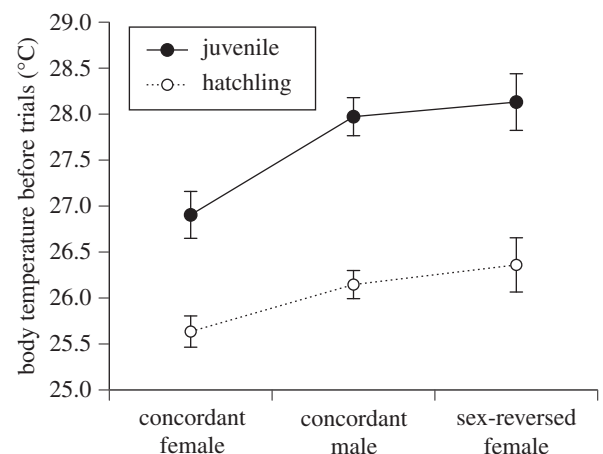 body temperature before trials (°C)
29.0
28.5
28.0
27.5
27.0
26.5
26.0
25.5
25.0
juvenile
hatchling
concordant
female
concordant
male
sex-reversed
female